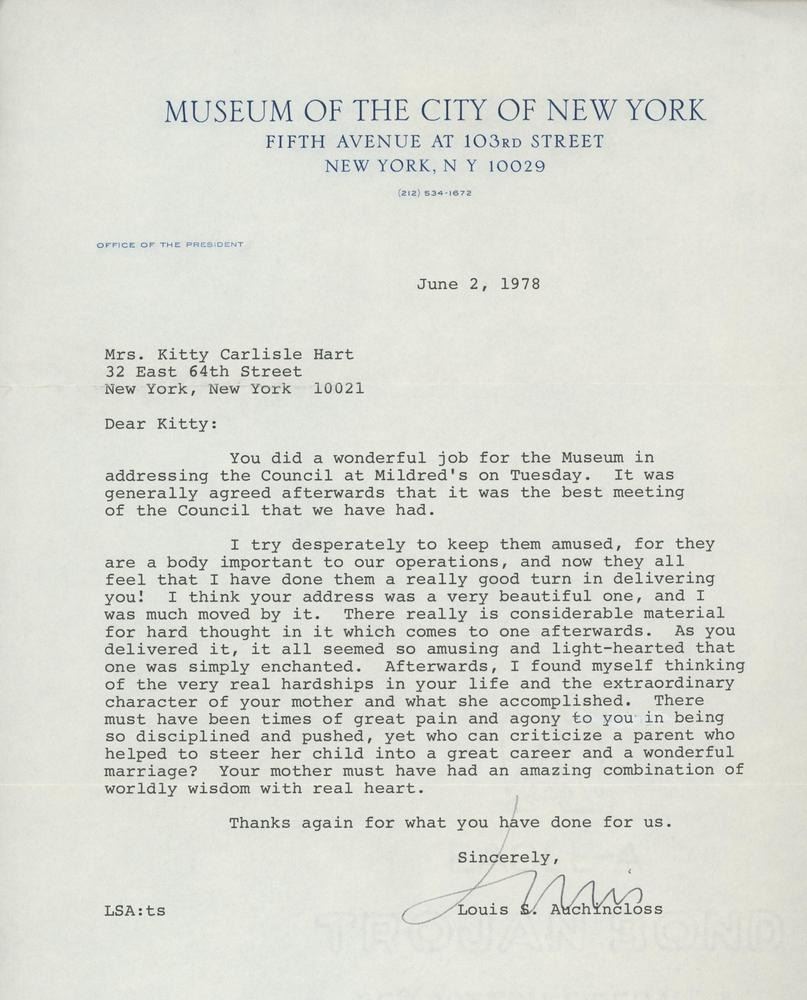 MUSEUM OF THE CITY OF NEW YORK
FIFTH AVENUE AT 103RD STREET
NEW YORK, N Y 10029
(212) 534-1672
OFFICE OF THE PRESIDENT
June 2, 1978
Mrs. Kitty Carlisle Hart
32 East 64th Street
New York, New York 10021
Dear Kitty:
You did a wonderful job for the Museum in
addressing the Council at Mildred's on Tuesday. It was
generally agreed afterwards that it was the best meeting
of the Council that we have had.
I try desperately to keep them amused, for they
are a body important to our operations, and now they all
feel that I have done them a really good turn in delivering
you! I think your address was a very beautiful one, and I
was much moved by it. There really is considerable material
for hard thought in it which comes to one afterwards. As you
delivered it, it all seemed so amusing and light-hearted that
one was simply enchanted. Afterwards, I found myself thinking
of the very real hardships in your life and the extraordinary
character of your mother and what she accomplished. There
must have been times of great pain and agony to you in being
so disciplined and pushed, yet who can criticize a parent who
helped to steer her child into a great career and a wonderful
marriage? Your mother must have had an amazing combination of
worldly wisdom with real heart.
Thanks again for what you have done for us.
Sincerely,
Louis
LSA:ts Louis S. Auchincloss